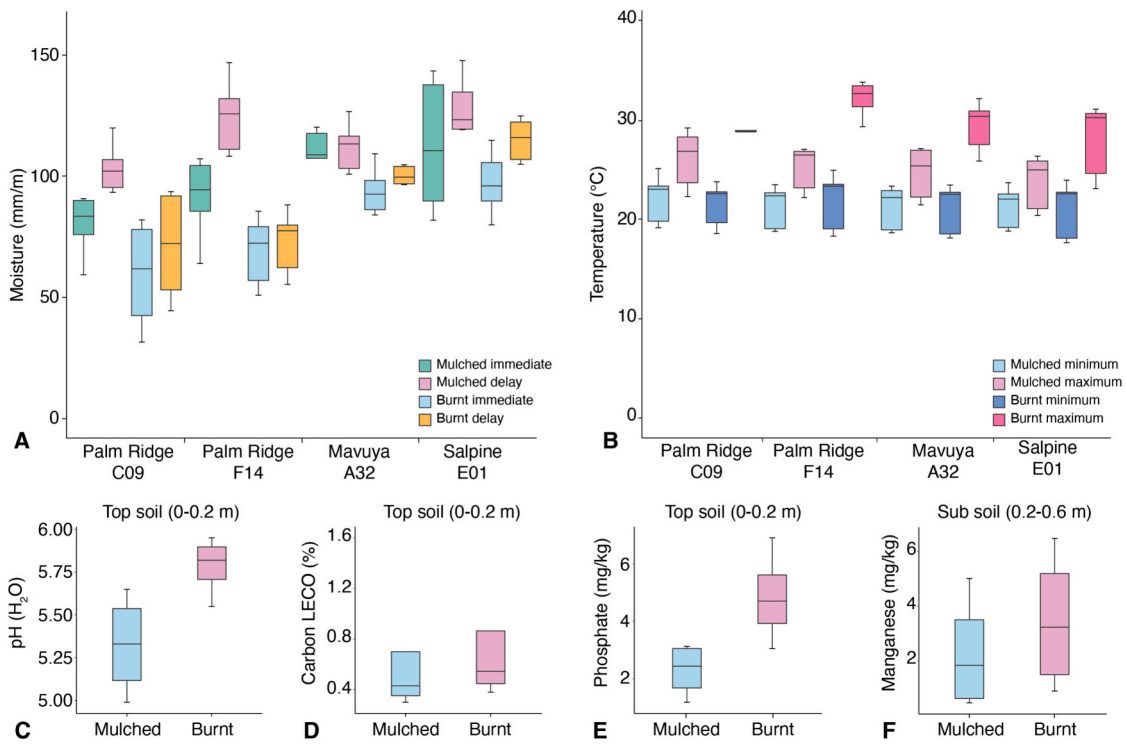 150
100
50
0
Moisture (mm/m)
Mulched immediate
Mulched delay
Burnt immediate
Burnt delay
A
Palm Ridge
C09
Palm Ridge
F14
Mavuya
A32
Salpine
E01
40
30
20
10
0
Temperature (°C)
Mulched minimum
Mulched maximum
Burnt minimum
Burnt maximum
B
Palm Ridge
C09
Palm Ridge
F14
Mavuya
A32
Salpine
E01
Top soil (0-0.2 m)
6.00
5.75
5.50
5.25
5.00
pH (H₂O)
C
Mulched
Burnt
Top soil (0-0.2 m)
1.6
1.2
0.8
0.4
Carbon LECO (%)
D
Mulched
Burnt
Top soil (0-0.2 m)
6
4
2
Phosphate (mg/kg)
E
Mulched
Burnt
Sub soil (0.2-0.6 m)
6
4
2
Manganese (mg/kg)
F
Mulched
Burnt